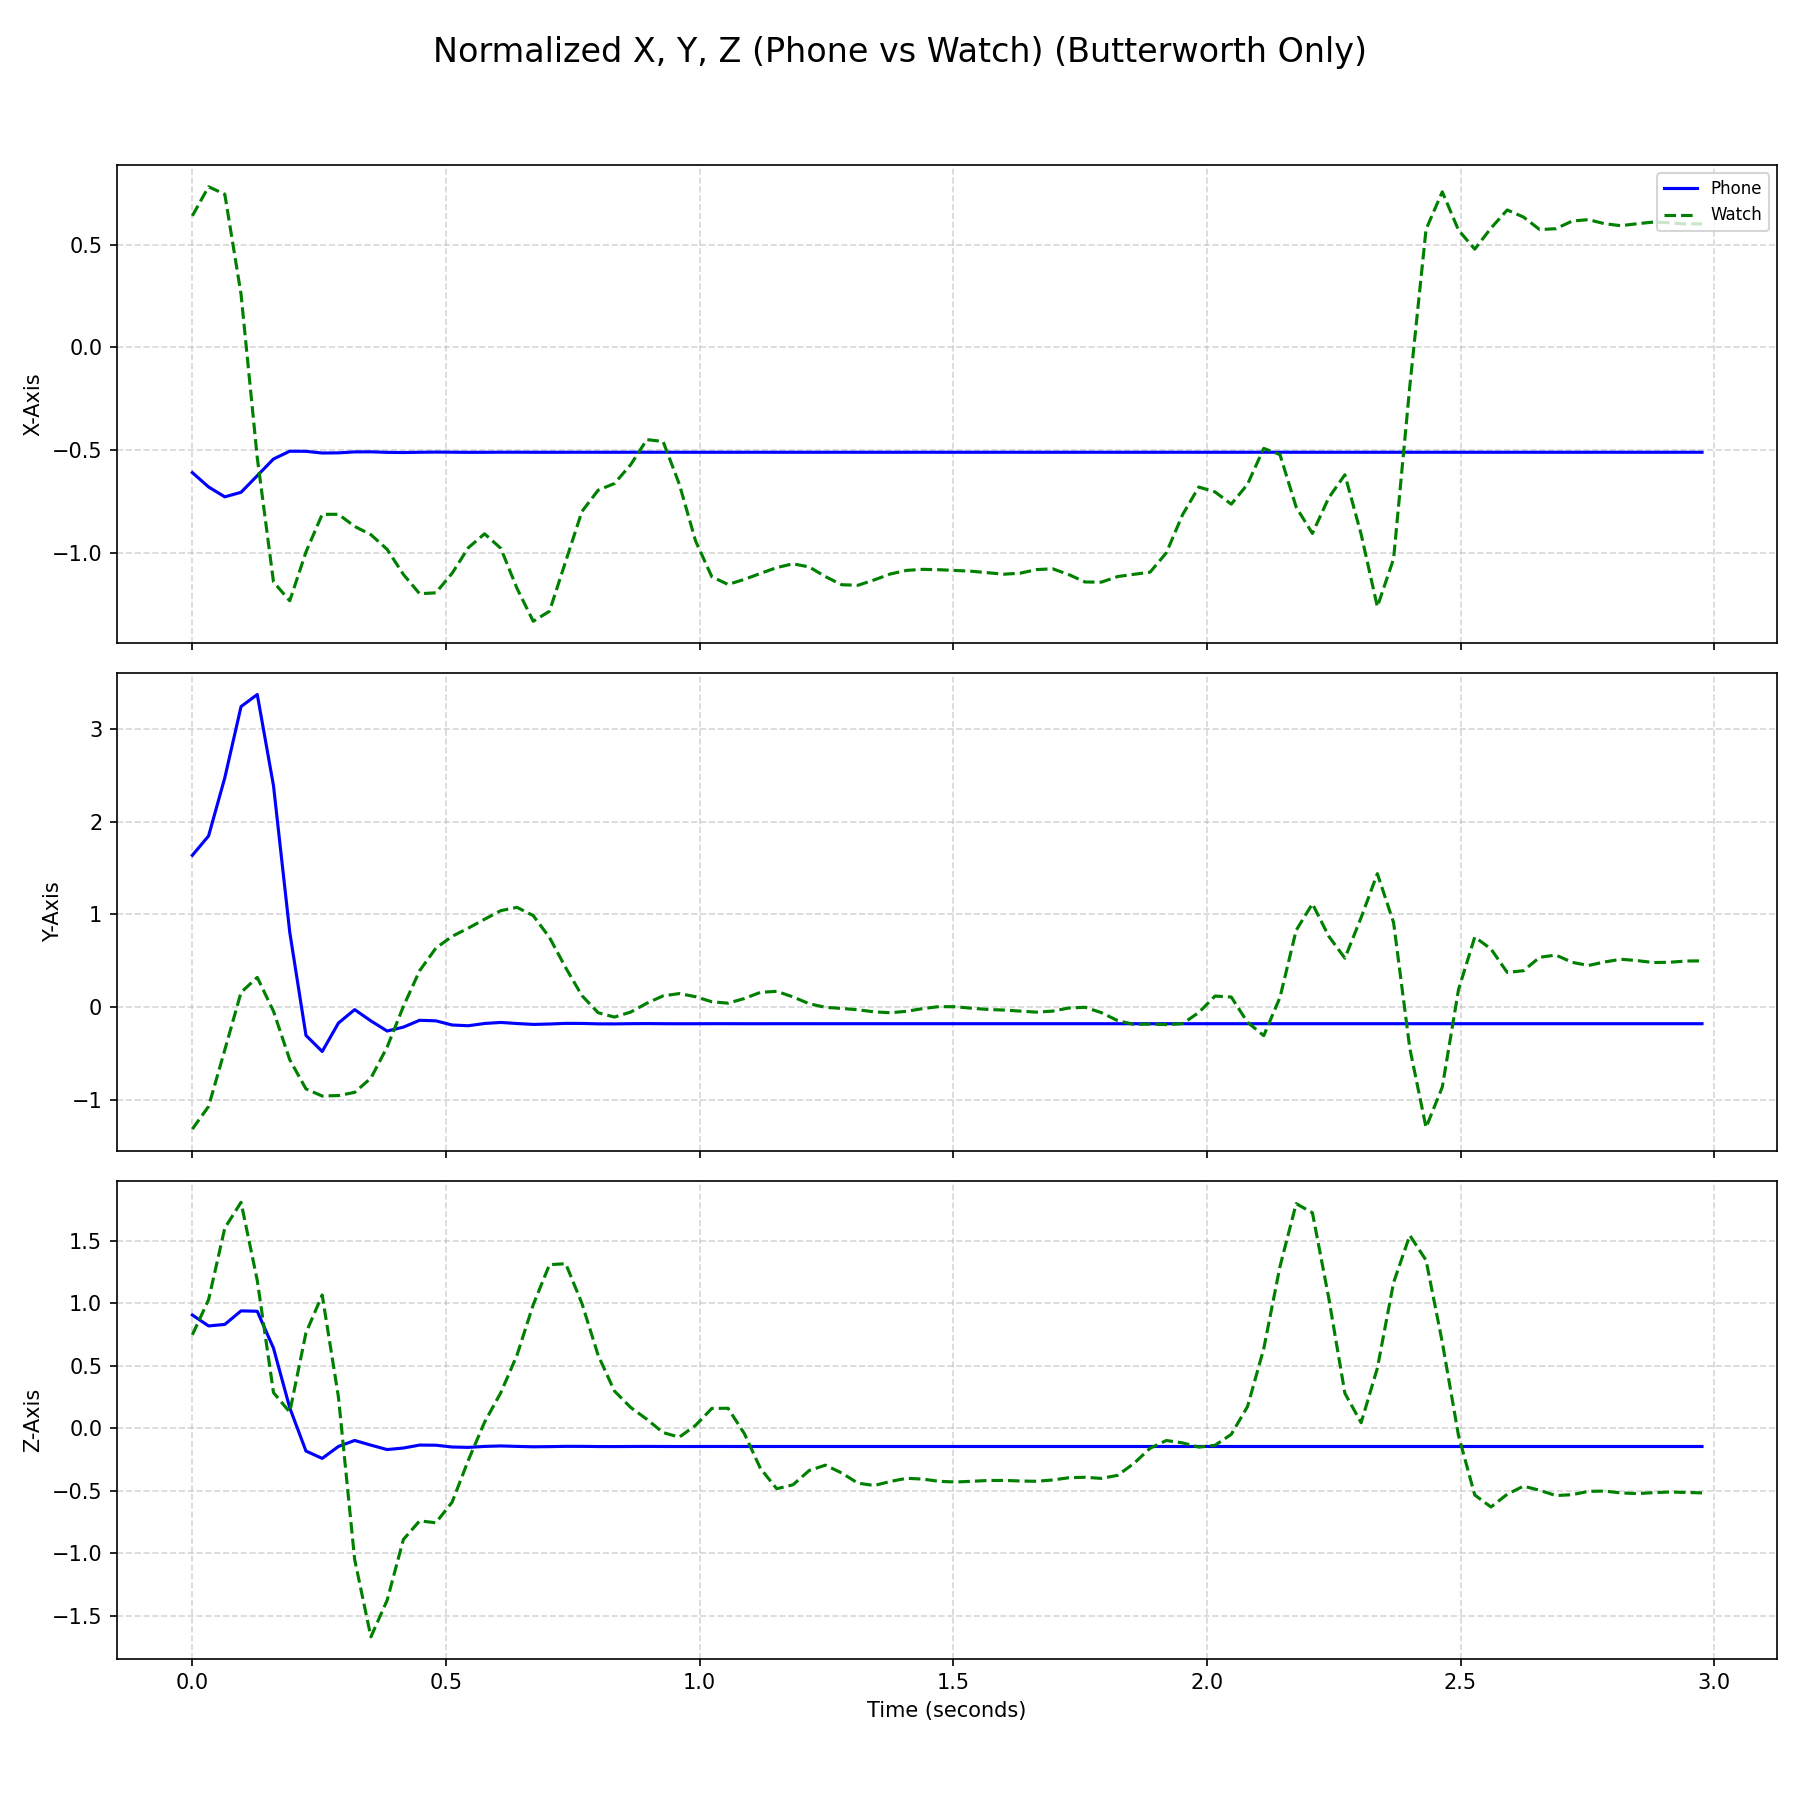 Normalized X, Y, Z (Phone vs Watch) (Butterworth Only)
Phone
Watch
0.5
0.0
−0.5
−1.0
X-Axis
3
2
1
0
−1
Y-Axis
1.5
1.0
0.5
0.0
−0.5
−1.0
−1.5
Z-Axis
0.0 0.5 1.0 1.5 2.0 2.5 3.0
Time (seconds)